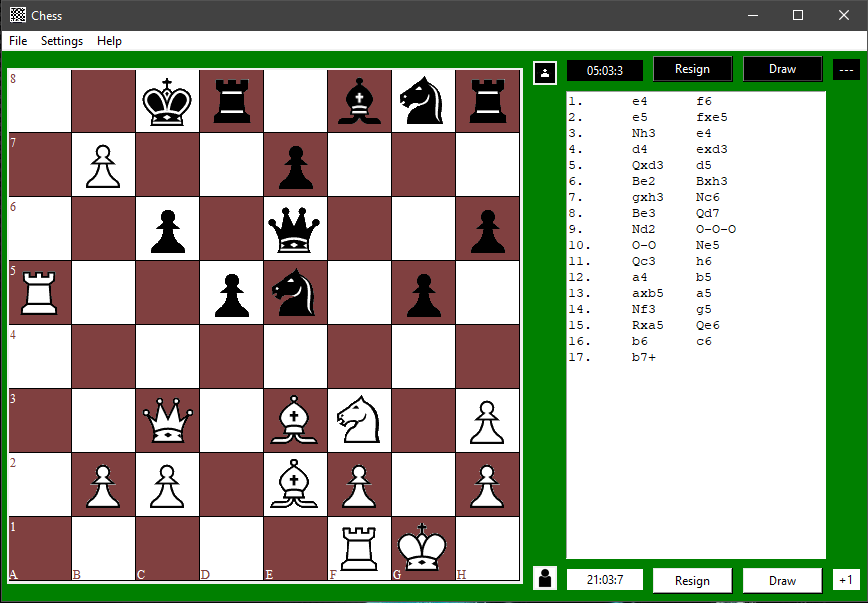 Chess
File Settings Help
05:03:3 Resign Draw ---
1. e4 f6
2. e5 fxe5
3. Nh3 e4
4. d4 exd3
5. Qxd3 d5
6. Be2 Bxh3
7. gxh3 Nc6
8. Be3 Qd7
9. Nd2 O-O-O
10. O-O Ne5
11. Qc3 h6
12. a4 b5
13. axb5 a5
14. Nf3 g5
15. Rxa5 Qe6
16. b6 c6
17. b7+
8
7
6
5
4
3
2
1
A B C D E F G H
21:03:7 Resign Draw +1